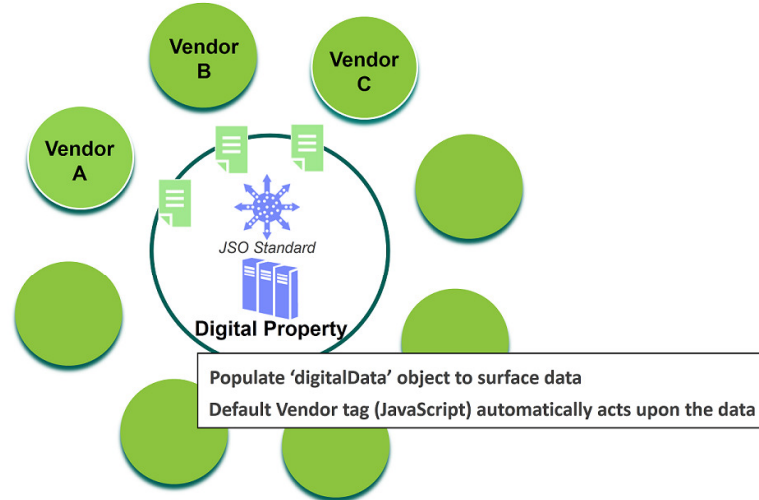 Vendor
B
Vendor
C
Vendor
A
JSO Standard
Digital Property
Populate ‘digitalData’ object to surface data
Default Vendor tag (JavaScript) automatically acts upon the data